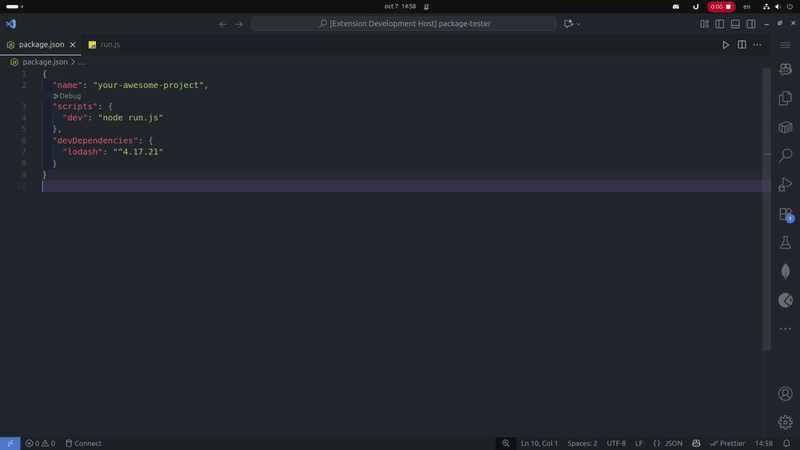 oct 7 14:58
0:00
en
[Extension Development Host] package-tester
package.json
run.js
package.json > ...
1 {
2 "name": "your-awesome-project",
Debug
3 "scripts": {
4 "dev": "node run.js"
5 },
6 "devDependencies": {
7 "lodash": "^4.17.21"
8 }
9 }
10
1
0 0 Connect
Ln 10, Col 1 Spaces: 2 UTF-8 LF { } JSON Prettier 14:58